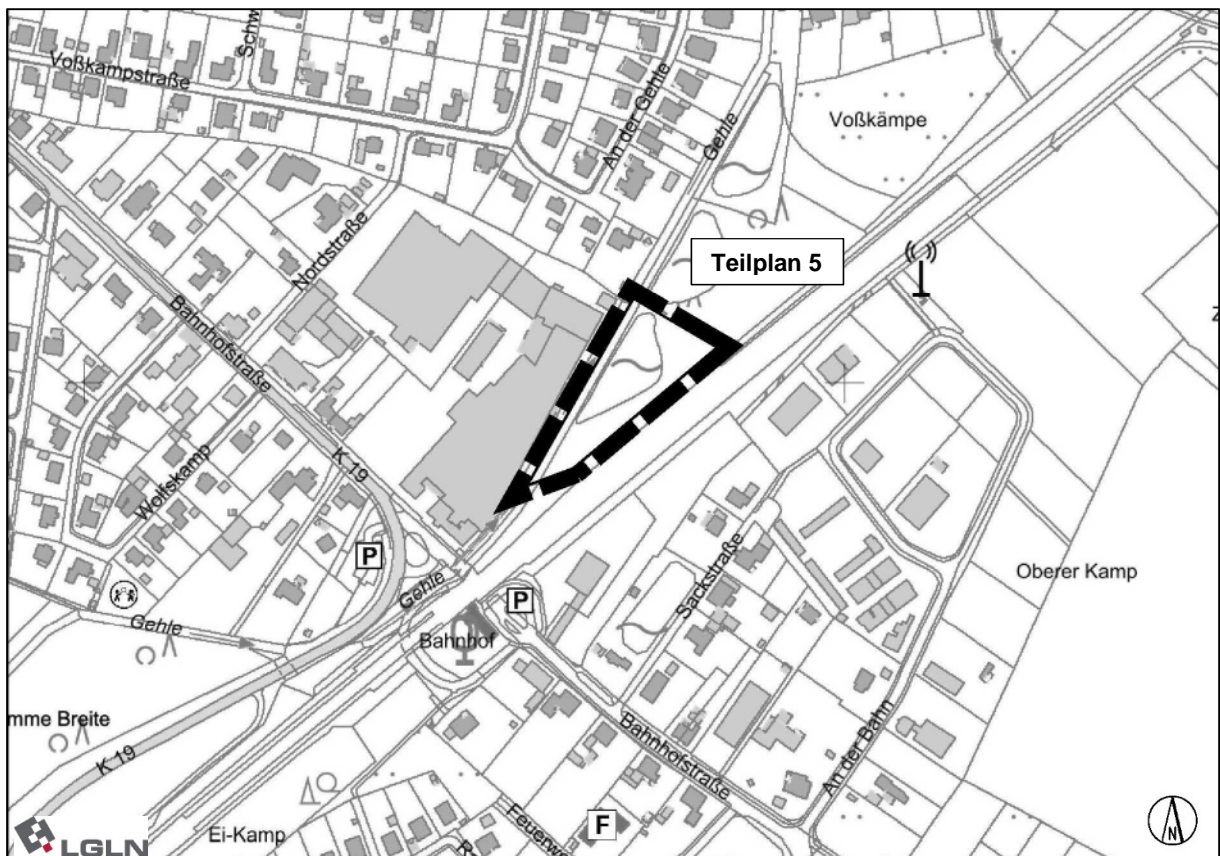 Schw
Voßkampstraße
An der Gehle
Gehle
Voßkämpe
Nordstraße
Teilplan 5
Bahnhofstraße
K 19
Wolfskamp
P
Gehle
Gehle
P
Bahnhof
Sackstraße
Oberer Kamp
mme Breite
K 19
Bahnhofstraße
An der Bahn
Ei-Kamp
Feuerwe
F
LGLN